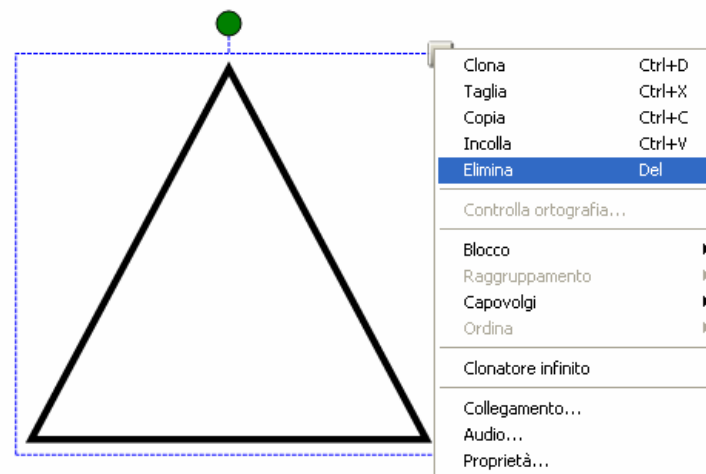 Clona Ctrl+D
Taglia Ctrl+X
Copia Ctrl+C
Incolla Ctrl+V
Elimina Del
Controlla ortografia...
Blocco
Raggruppamento
Capovolgi
Ordina
Clonatore infinito
Collegamento...
Audio...
Proprietà...